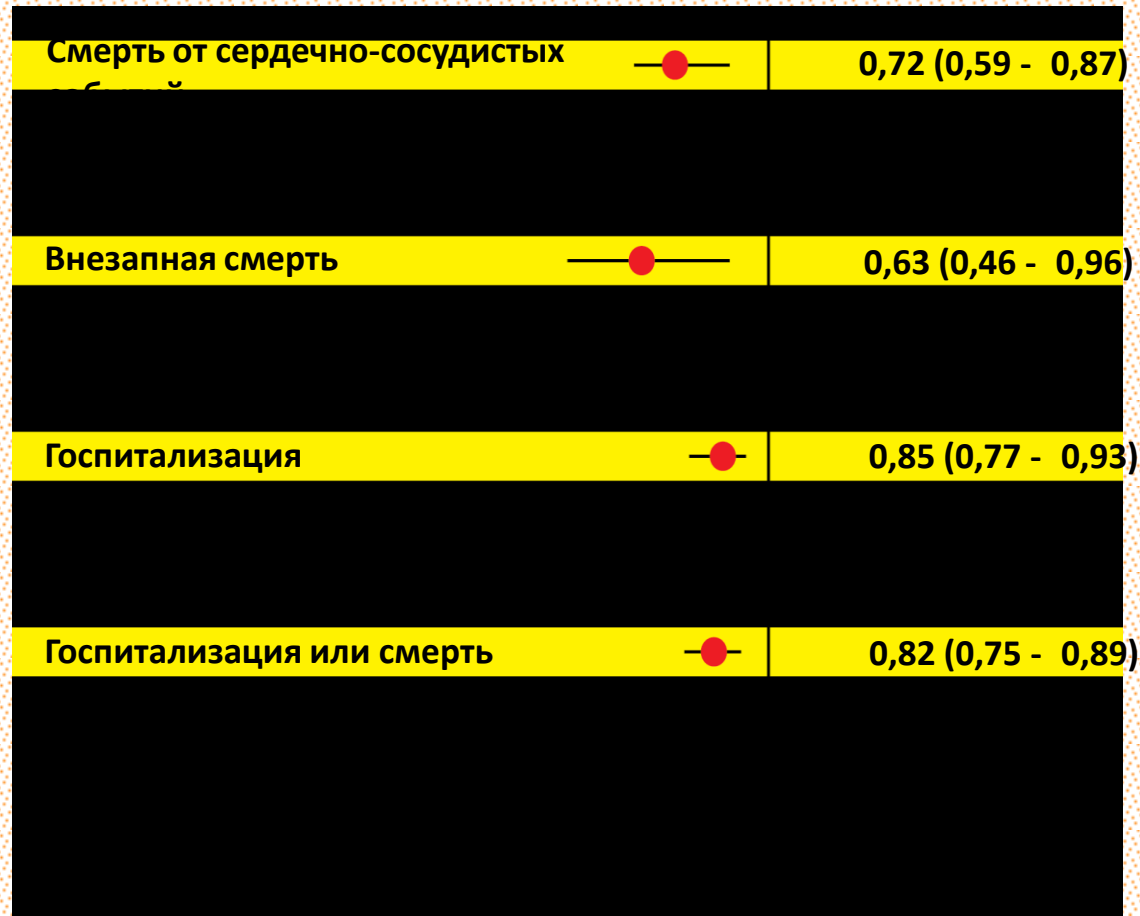 Смерть от сердечно-сосудистых
0,72 (0,59 - 0,87)
Внезапная смерть
0,63 (0,46 - 0,96)
Госпитализация
0,85 (0,77 - 0,93)
Госпитализация или смерть
0,82 (0,75 - 0,89)